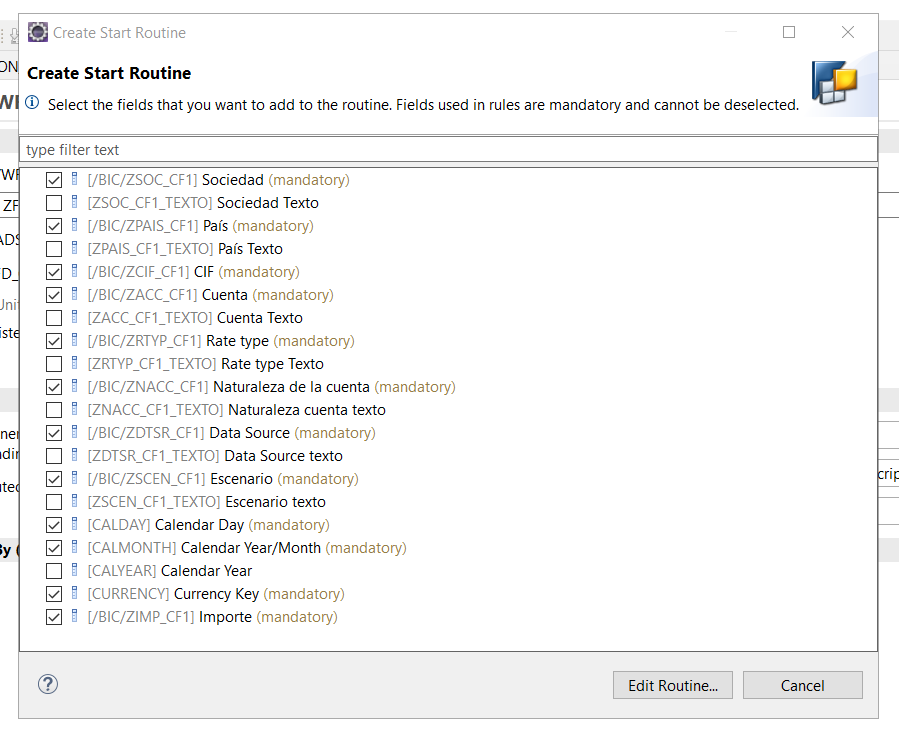 Create Start Routine
Create Start Routine
Select the fields that you want to add to the routine. Fields used in rules are mandatory and cannot be deselected.
type filter text
[/BIC/ZSOC_CF1] Sociedad (mandatory)
[ZSOC_CF1_TEXTO] Sociedad Texto
[/BIC/ZPAIS_CF1] País (mandatory)
[ZPAIS_CF1_TEXTO] País Texto
[/BIC/ZCIF_CF1] CIF (mandatory)
[/BIC/ZACC_CF1] Cuenta (mandatory)
[ZACC_CF1_TEXTO] Cuenta Texto
[/BIC/ZRTYP_CF1] Rate type (mandatory)
[ZRTYP_CF1_TEXTO] Rate type Texto
[/BIC/ZNACC_CF1] Naturaleza de la cuenta (mandatory)
[ZNACC_CF1_TEXTO] Naturaleza cuenta texto
[/BIC/ZDTSR_CF1] Data Source (mandatory)
[ZDTSR_CF1_TEXTO] Data Source texto
[/BIC/ZSCEN_CF1] Escenario (mandatory)
[ZSCEN_CF1_TEXTO] Escenario texto
[CALDAY] Calendar Day (mandatory)
[CALMONTH] Calendar Year/Month (mandatory)
[CALYEAR] Calendar Year
[CURRENCY] Currency Key (mandatory)
[/BIC/ZIMP_CF1] Importe (mandatory)
Edit Routine...
Cancel